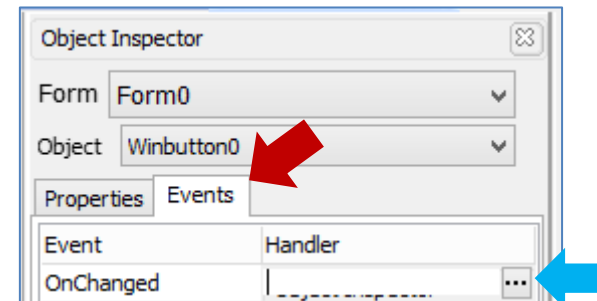 Object Inspector
Form Form0
Object Winbutton0
Properties Events
Event Handler
OnChanged ...